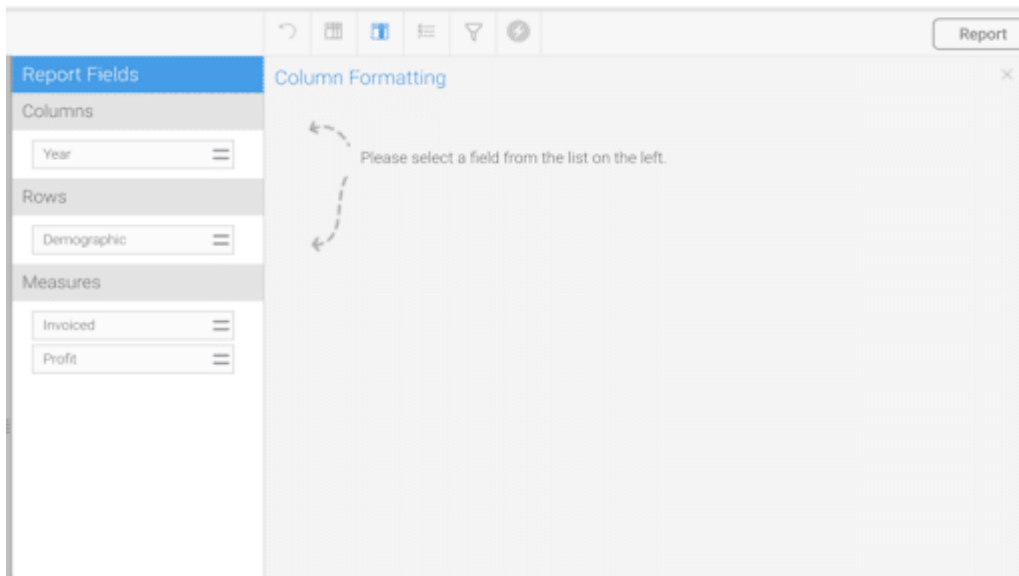 Report
Report Fields
Column Formatting
Columns
Year
Please select a field from the list on the left.
Rows
Demographic
Measures
Invoiced
Profit